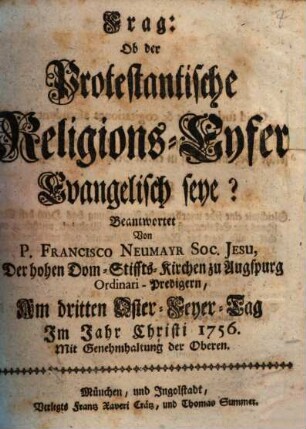 Frag:
Ob der
Protestantische
Religions-Eyfer
Evangelisch seye?
Beantwortet
Von
P. FRANCISCO NEUMAYR SOC. JESU,
Der hohen Dom-Stiffts-Kirchen zu Augspurg
Ordinari-Predigern,
Am dritten Oster-Feyer-Tag
Im Jahr Christi 1756.
Mit Genehmhaltung der Oberen.
München, und Ingolstadt,
Verlegts Frantz Xaveri Crätz, und Thomas Summer.